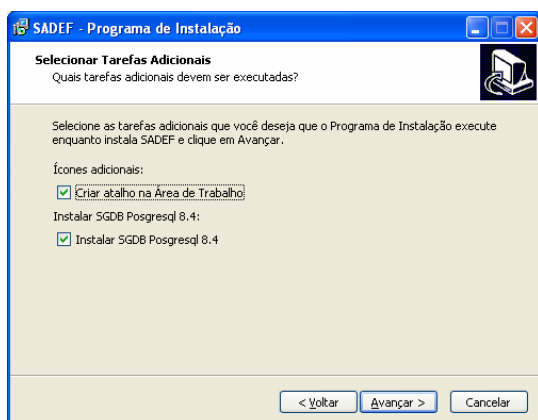 SADEF - Programa de Instalação
Selecionar Tarefas Adicionais
Quais tarefas adicionais devem ser executadas?
Selecione as tarefas adicionais que você deseja que o Programa de Instalação execute
enquanto instala SADEF e clique em Avançar.
Ícones adicionais:
Criar atalho na Área de Trabalho
Instalar SGDB Posgresql 8.4:
Instalar SGDB Posgresql 8.4
< Voltar Avançar > Cancelar